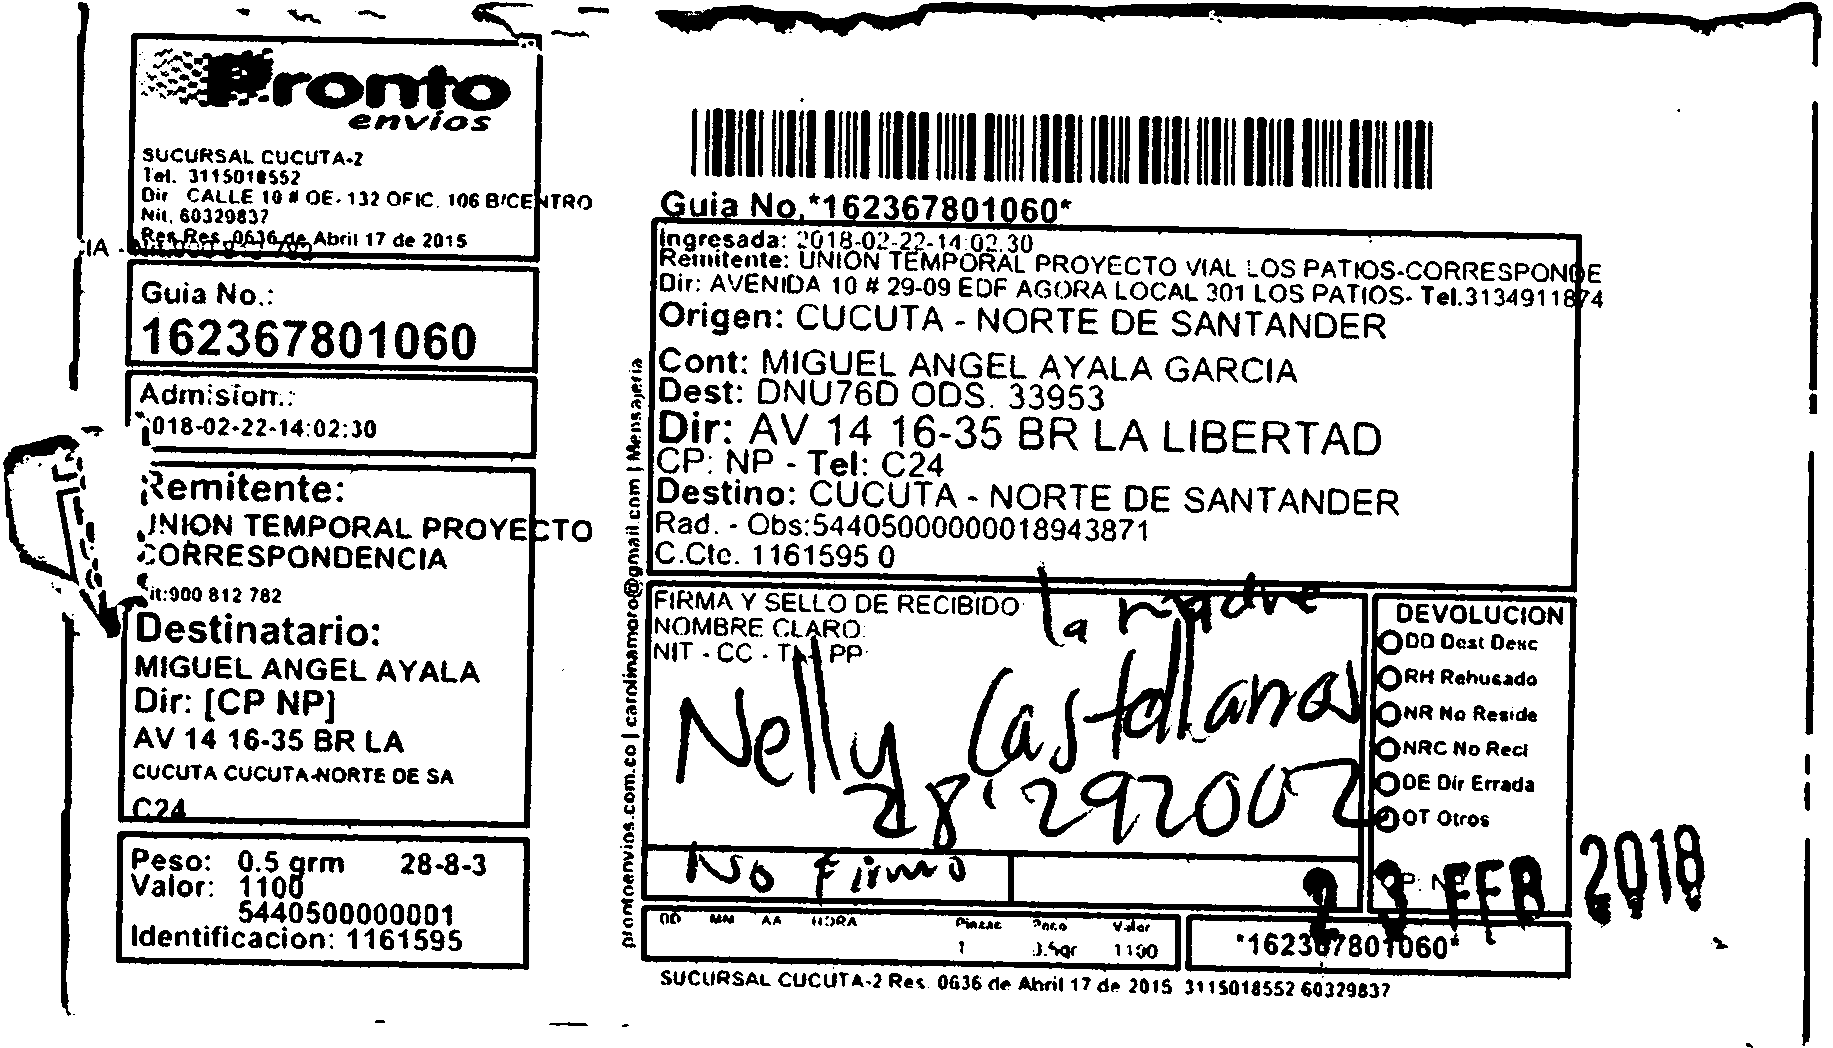 Pronto
envios
SUCURSAL CUCUTA-2
Tel. 3115018552
Dir CALLE 10 # OE- 132 OFIC. 106 B/CENTRO
Nit. 60329837
Res.Res. 0636 de Abril 17 de 2015
Guia No.:
162367801060
Admision.:
2018-02-22-14:02:30
Remitente:
UNION TEMPORAL PROYECTO
CORRESPONDENCIA
Nit:900 812 782
Destinatario:
MIGUEL ANGEL AYALA
Dir: [CP NP]
AV 14 16-35 BR LA
CUCUTA CUCUTA-NORTE DE SA
C24
Peso: 0.5 grm 28-8-3
Valor: 1100
5440500000001
Identificacion: 1161595
prontoenvios.com.co | carolinamoro@gmail.com | Mensajeria
Guia No.*162367801060*
Ingresada: 2018-02-22-14:02:30
Remitente: UNION TEMPORAL PROYECTO VIAL LOS PATIOS-CORRESPONDE
Dir: AVENIDA 10 # 29-09 EDF AGORA LOCAL 301 LOS PATIOS- Tel.3134911874
Origen: CUCUTA - NORTE DE SANTANDER
Cont: MIGUEL ANGEL AYALA GARCIA
Dest: DNU76D ODS. 33953
Dir: AV 14 16-35 BR LA LIBERTAD
CP: NP - Tel: C24
Destino: CUCUTA - NORTE DE SANTANDER
Rad. - Obs:54405000000018943871
C.Cto. 1161595 0
FIRMA Y SELLO DE RECIBIDO
NOMBRE CLARO:
NIT - CC - TI - PP:
la madre
Nelly Castellanos
28'292002
No Firmo
DEVOLUCION
DD Dest Desc
RH Rehusado
NR No Reside
NRC No Recl
DE Dir Errada
OT Otros
23 FEB 2018
DD MM AA HORA Piezas Peso Valor
1 0.5gr 1100
*162367801060*
SUCURSAL CUCUTA-2 Res. 0636 de Abril 17 de 2015 3115018552 60329837